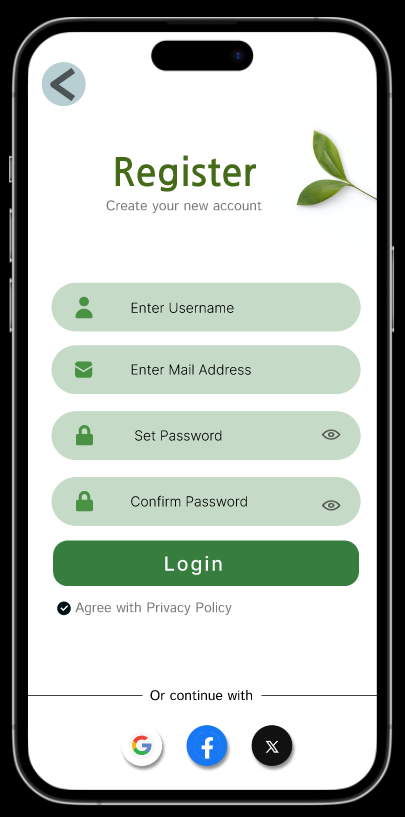 Register
Create your new account
Enter Username
Enter Mail Address
Set Password
Confirm Password
Login
Agree with Privacy Policy
Or continue with